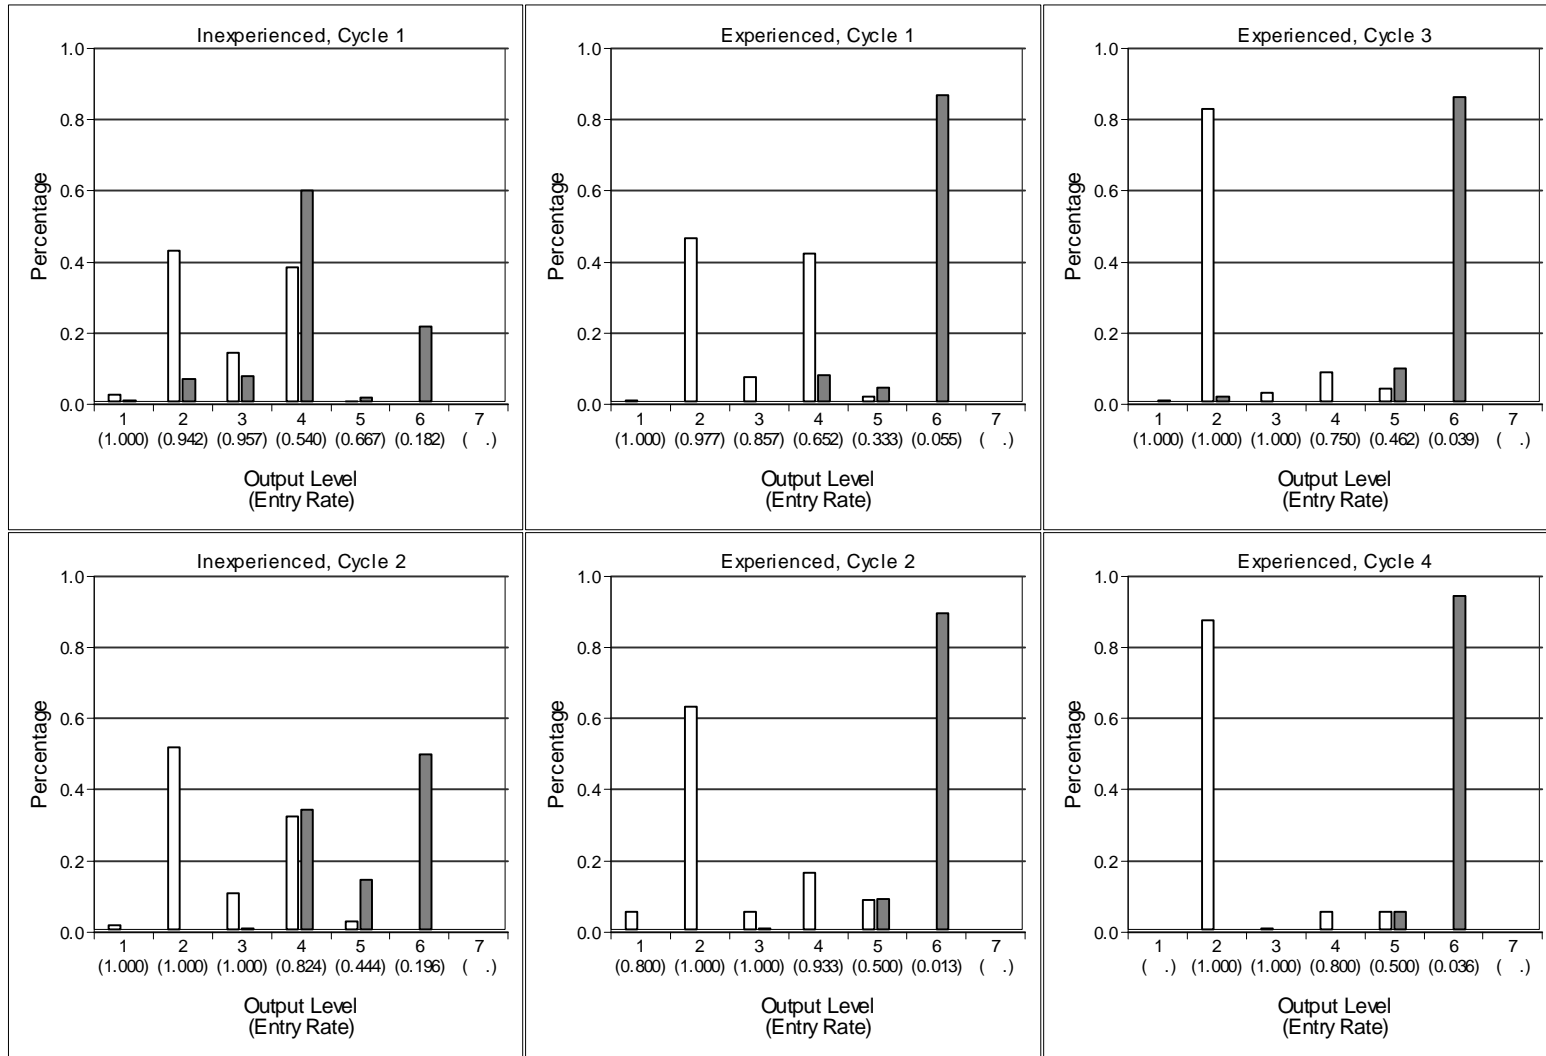 Inexperienced, Cycle 1
1.0
0.8
0.6
0.4
0.2
0.0
Percentage
1 2 3 4 5 6 7
(1.000) (0.942) (0.957) (0.540) (0.667) (0.182) ( .)
Output Level
(Entry Rate)
Experienced, Cycle 1
1.0
0.8
0.6
0.4
0.2
0.0
Percentage
1 2 3 4 5 6 7
(1.000) (0.977) (0.857) (0.652) (0.333) (0.055) ( .)
Output Level
(Entry Rate)
Experienced, Cycle 3
1.0
0.8
0.6
0.4
0.2
0.0
Percentage
1 2 3 4 5 6 7
(1.000) (1.000) (1.000) (0.750) (0.462) (0.039) ( .)
Output Level
(Entry Rate)
Inexperienced, Cycle 2
1.0
0.8
0.6
0.4
0.2
0.0
Percentage
1 2 3 4 5 6 7
(1.000) (1.000) (1.000) (0.824) (0.444) (0.196) ( .)
Output Level
(Entry Rate)
Experienced, Cycle 2
1.0
0.8
0.6
0.4
0.2
0.0
Percentage
1 2 3 4 5 6 7
(0.800) (1.000) (1.000) (0.933) (0.500) (0.013) ( .)
Output Level
(Entry Rate)
Experienced, Cycle 4
1.0
0.8
0.6
0.4
0.2
0.0
Percentage
1 2 3 4 5 6 7
( .) (1.000) (1.000) (0.800) (0.500) (0.036) ( .)
Output Level
(Entry Rate)